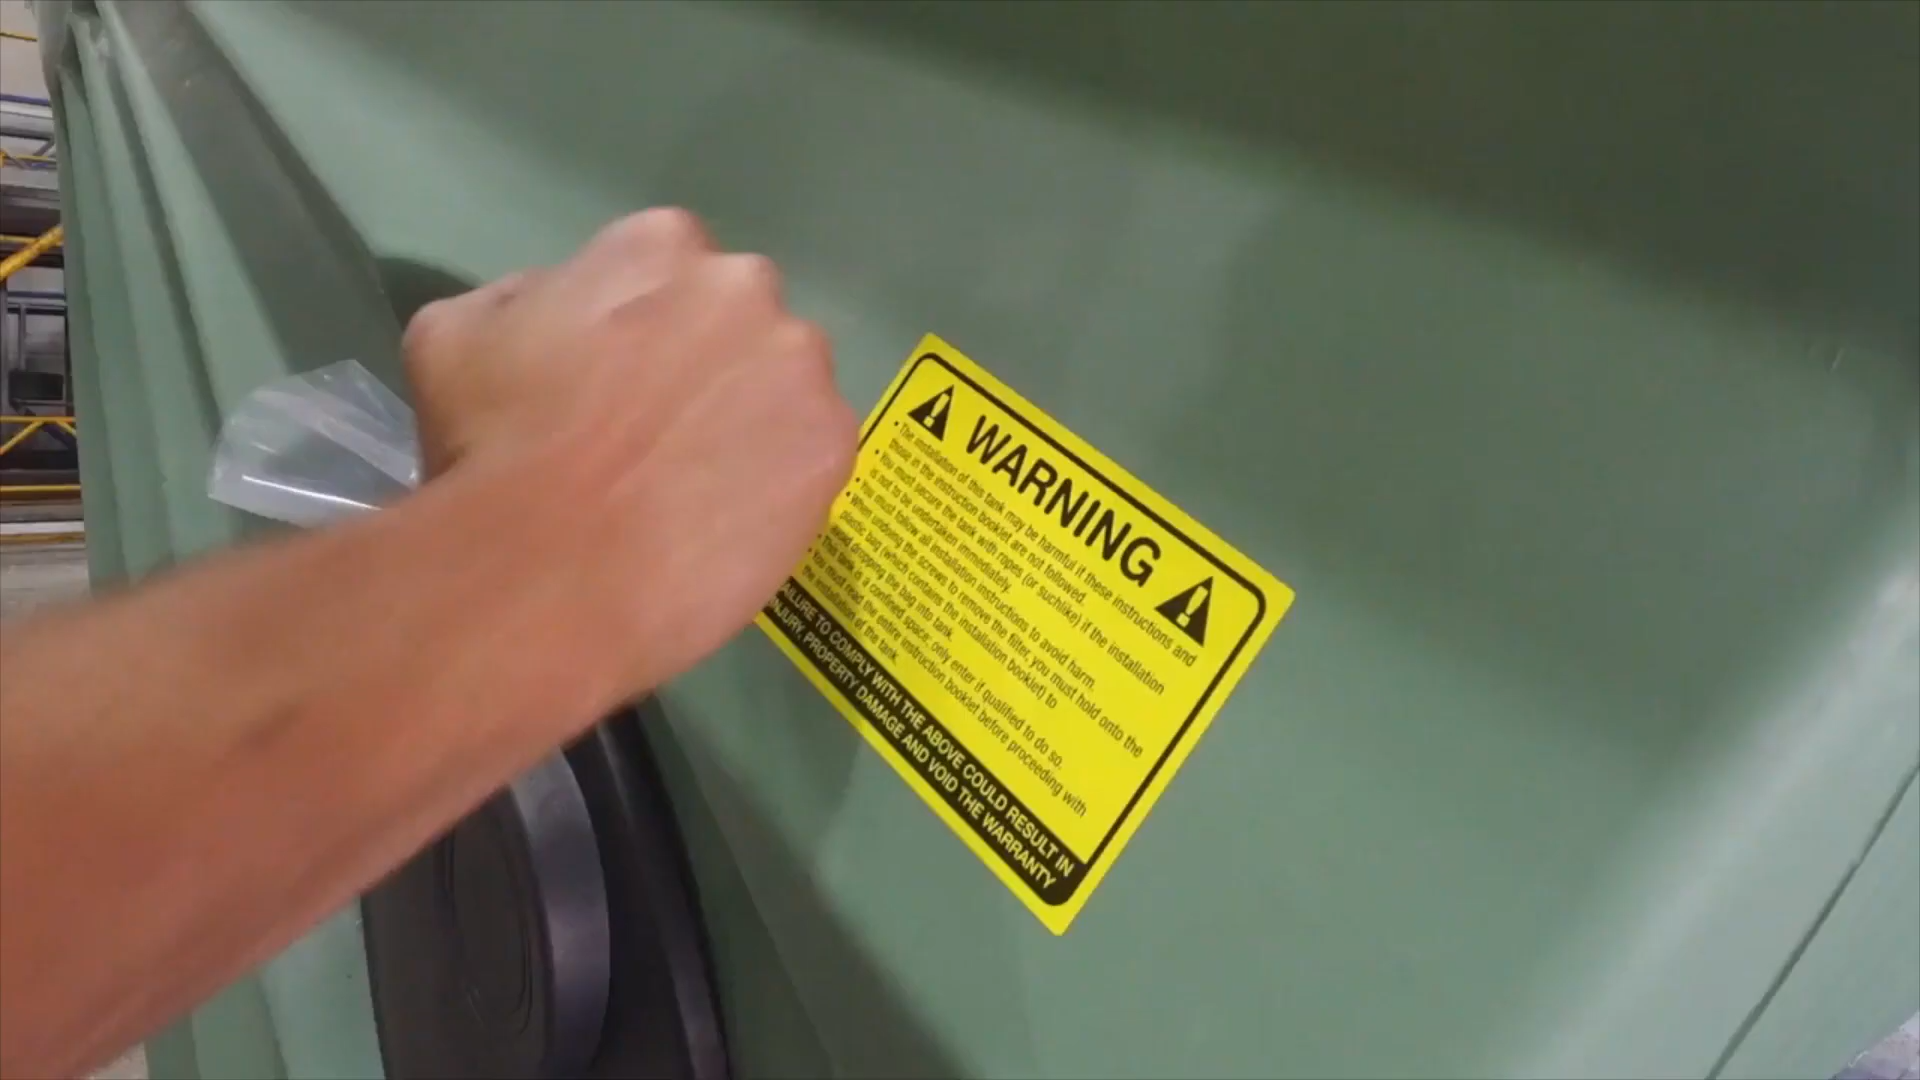 WARNING
• The installation of this tank may be harmful if these instructions and
those in the instruction booklet are not followed.
• You must secure the tank with ropes (or suchlike) if the installation
is not to be undertaken immediately.
• You must follow all installation instructions to avoid harm.
• When undoing the screws to remove the filter, you must hold onto the
plastic bag (which contains the installation booklet) to
avoid dropping the bag into tank.
is a confined space, only enter if qualified to do so.
• You must read the entire instruction booklet before proceeding with
installation of the tank.
FAILURE TO COMPLY WITH THE ABOVE COULD RESULT IN
INJURY, PROPERTY DAMAGE AND VOID THE WARRANTY